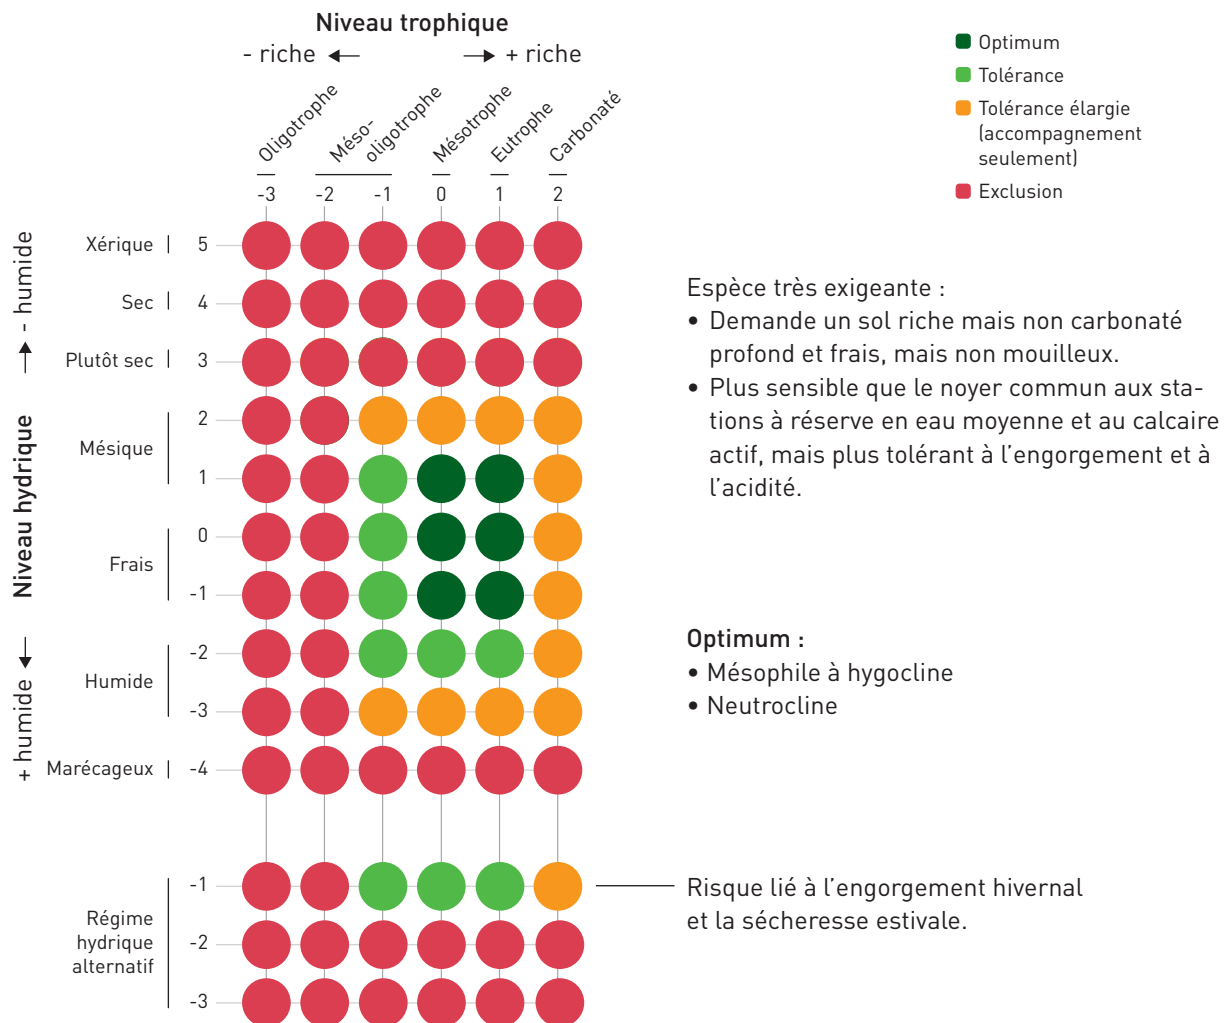 Niveau trophique
- riche ← → + riche
Oligotrophe
Méso-
oligotrophe
Mésotrophe
Eutrophe
Carbonaté
-3 -2 -1 0 1 2
Optimum
Tolérance
Tolérance élargie
(accompagnement
seulement)
Exclusion
Niveau hydrique
→ - humide
+ humide ←
Xérique 5
Sec 4
Plutôt sec 3
2
Mésique
1
0
Frais
-1
-2
Humide
-3
Marécageux -4
-1
Régime
hydrique
alternatif
-2
-3
Espèce très exigeante :
• Demande un sol riche mais non carbonaté
profond et frais, mais non mouilleux.
• Plus sensible que le noyer commun aux sta-
tions à réserve en eau moyenne et au calcaire
actif, mais plus tolérant à l’engorgement et à
l’acidité.
Optimum :
• Mésophile à hygocline
• Neutrocline
Risque lié à l’engorgement hivernal
et la sécheresse estivale.